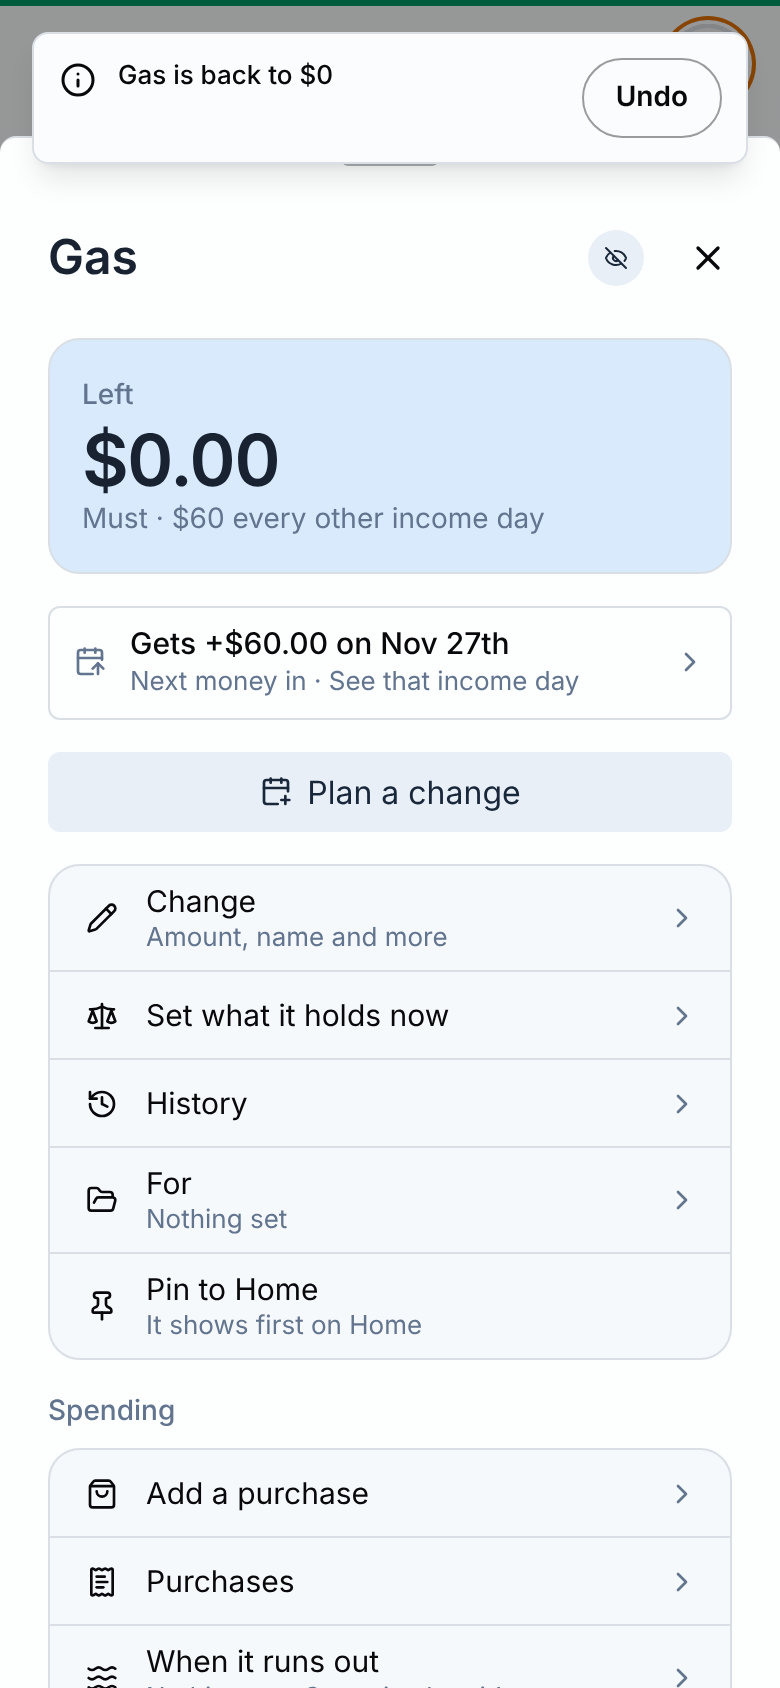 Gas is back to $0
Undo
Gas
Left
$0.00
Must · $60 every other income day
Gets +$60.00 on Nov 27th
Next money in · See that income day
Plan a change
Change
Amount, name and more
Set what it holds now
History
For
Nothing set
Pin to Home
It shows first on Home
Spending
Add a purchase
Purchases
When it runs out